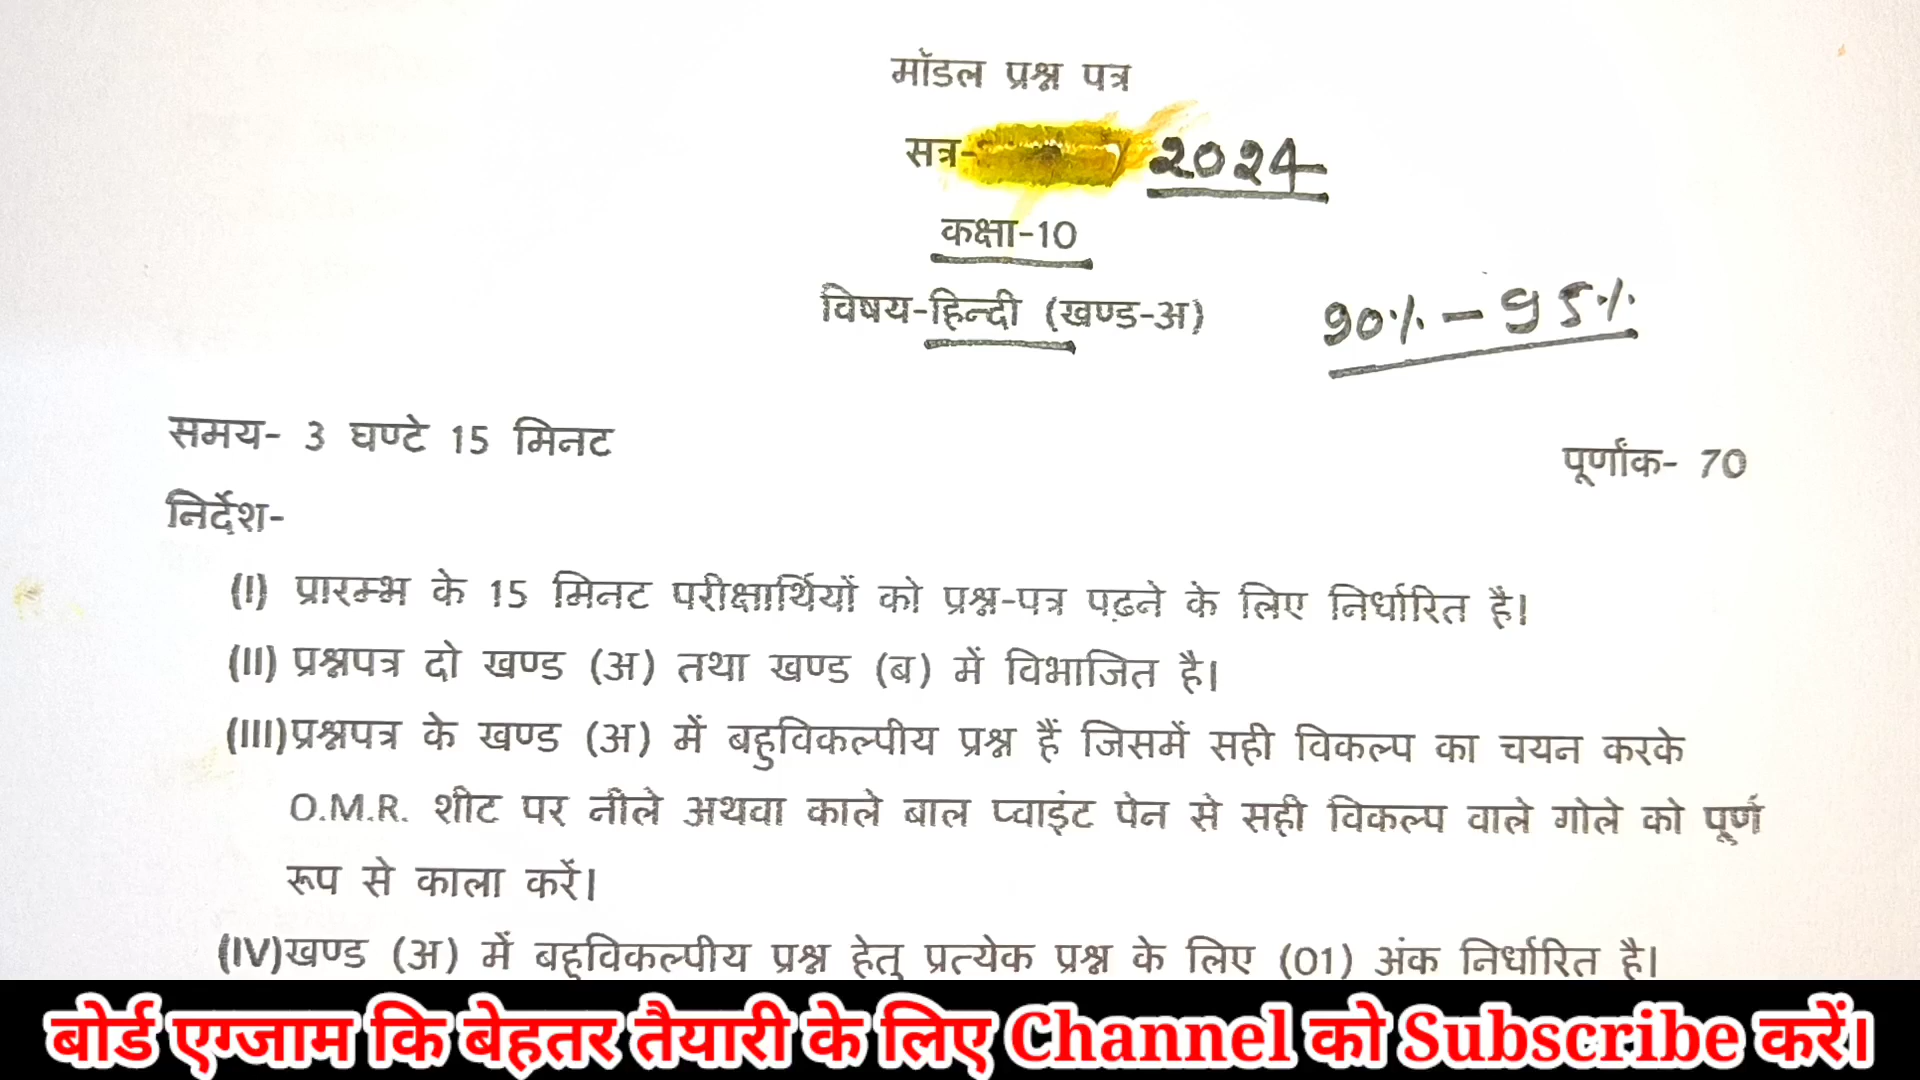 मॉडल प्रश्न पत्र
सत्र- 2024
कक्षा-10
विषय-हिन्दी (खण्ड-अ)
90% - 95%
समय- 3 घण्टे 15 मिनट
पूर्णांक- 70
निर्देश-
(I) प्रारम्भ के 15 मिनट परीक्षार्थियों को प्रश्न-पत्र पढ़ने के लिए निर्धारित है।
(II) प्रश्नपत्र दो खण्ड (अ) तथा खण्ड (ब) में विभाजित है।
(III)प्रश्नपत्र के खण्ड (अ) में बहुविकल्पीय प्रश्न हैं जिसमें सही विकल्प का चयन करके
O.M.R. शीट पर नीले अथवा काले बाल प्वाइंट पेन से सही विकल्प वाले गोले को पूर्ण
रूप से काला करें।
(IV)खण्ड (अ) में बहुविकल्पीय प्रश्न हेतु प्रत्येक प्रश्न के लिए (01) अंक निर्धारित है।
बोर्ड एग्जाम कि बेहतर तैयारी के लिए Channel को Subscribe करें।